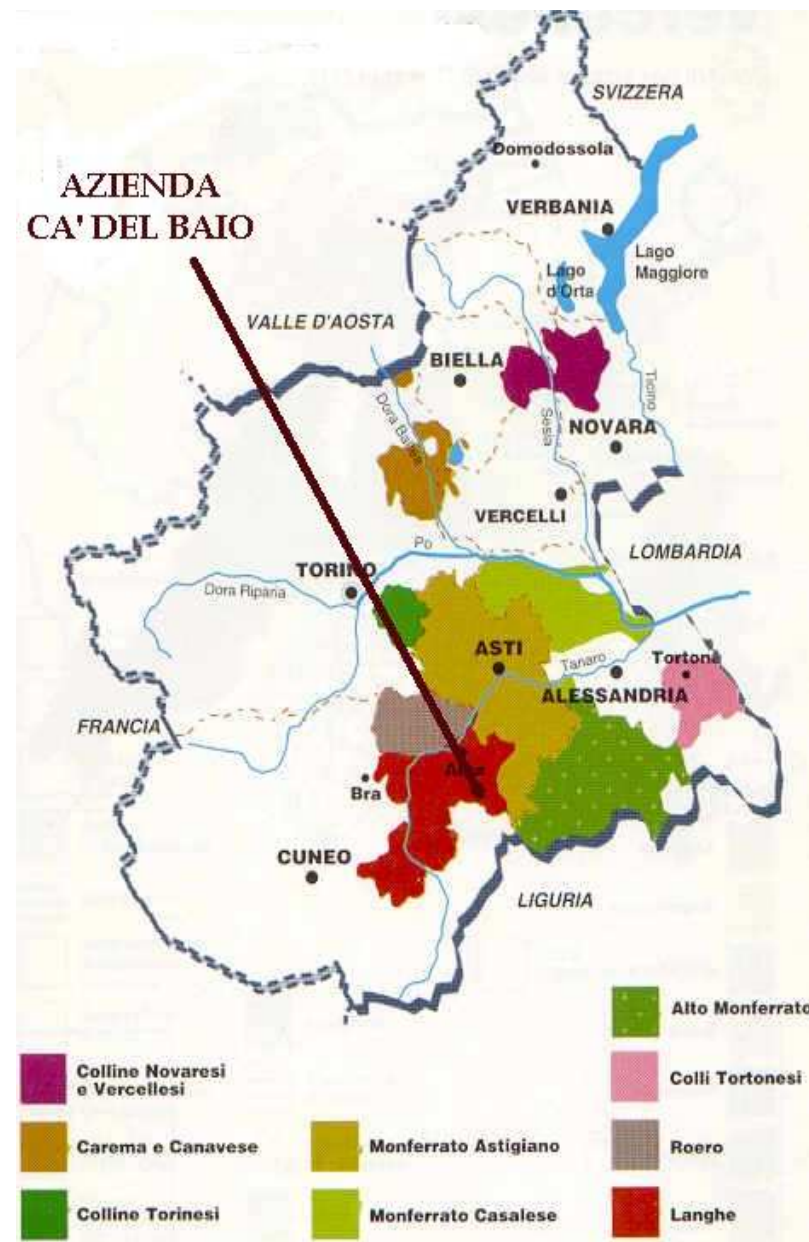 SVIZZERA
Domodossola
AZIENDA
CA' DEL BAIO
VERBANIA
Lago
Maggiore
Lago
d'Orta
VALLE D'AOSTA
BIELLA
Dora Baltea
Sesia
Ticino
NOVARA
VERCELLI
Po
LOMBARDIA
TORINO
Dora Riparia
ASTI
Tanaro
Tortona
ALESSANDRIA
FRANCIA
Alba
Bra
CUNEO
LIGURIA
Alto Monferrato
Colline Novaresi
e Vercellesi
Colli Tortonesi
Carema e Canavese
Monferrato Astigiano
Roero
Colline Torinesi
Monferrato Casalese
Langhe